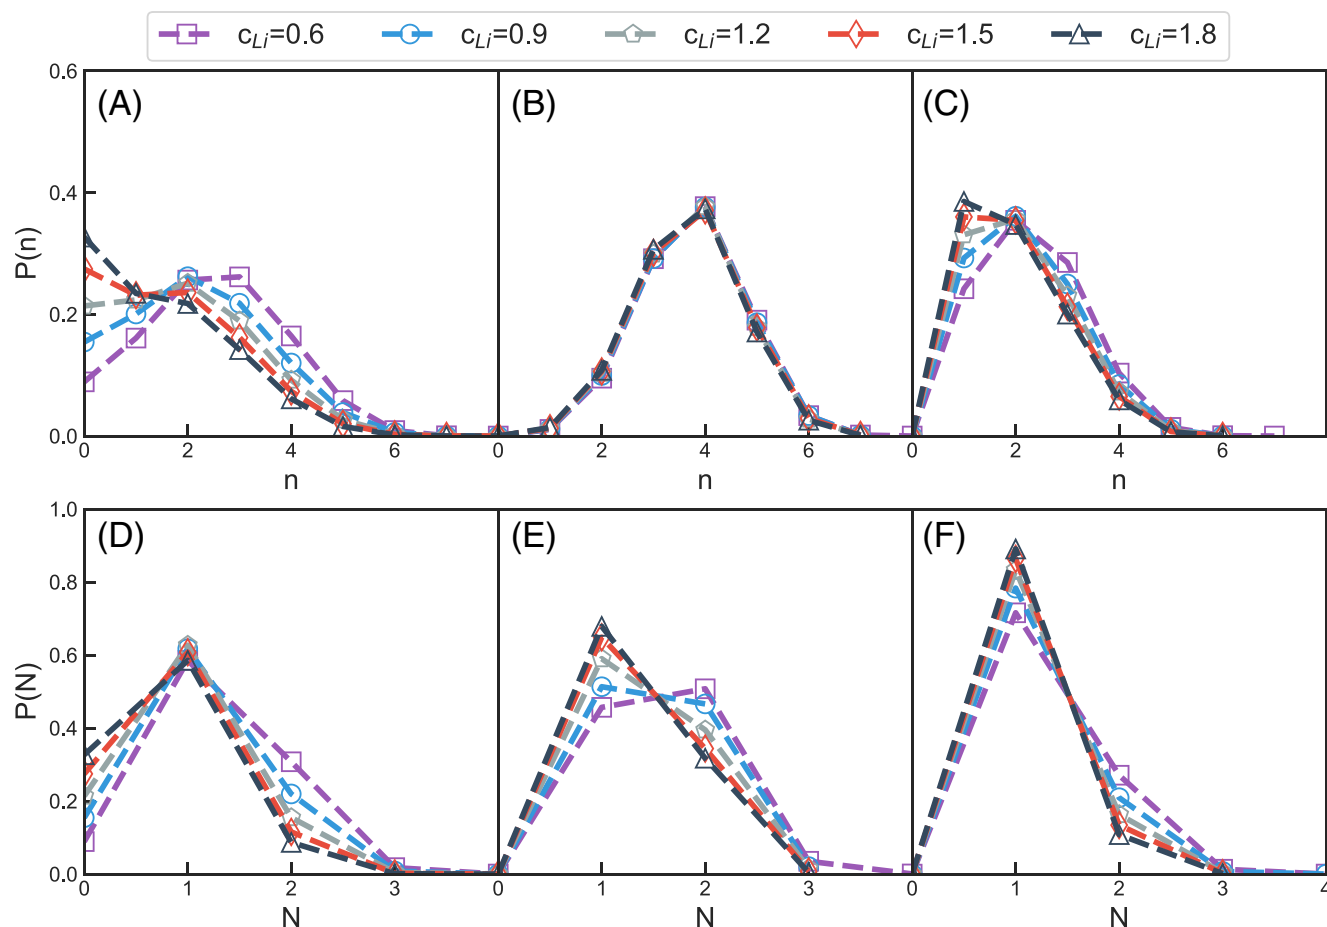 c_Li=0.6 c_Li=0.9 c_Li=1.2 c_Li=1.5 c_Li=1.8
(A) (B) (C)
P(n)
0.6
0.4
0.2
0.0
0 2 4 6 0 2 4 6 0 2 4 6
n n n
(D) (E) (F)
P(N)
1.0
0.8
0.6
0.4
0.2
0.0
0 1 2 3 0 1 2 3 0 1 2 3 4
N N N